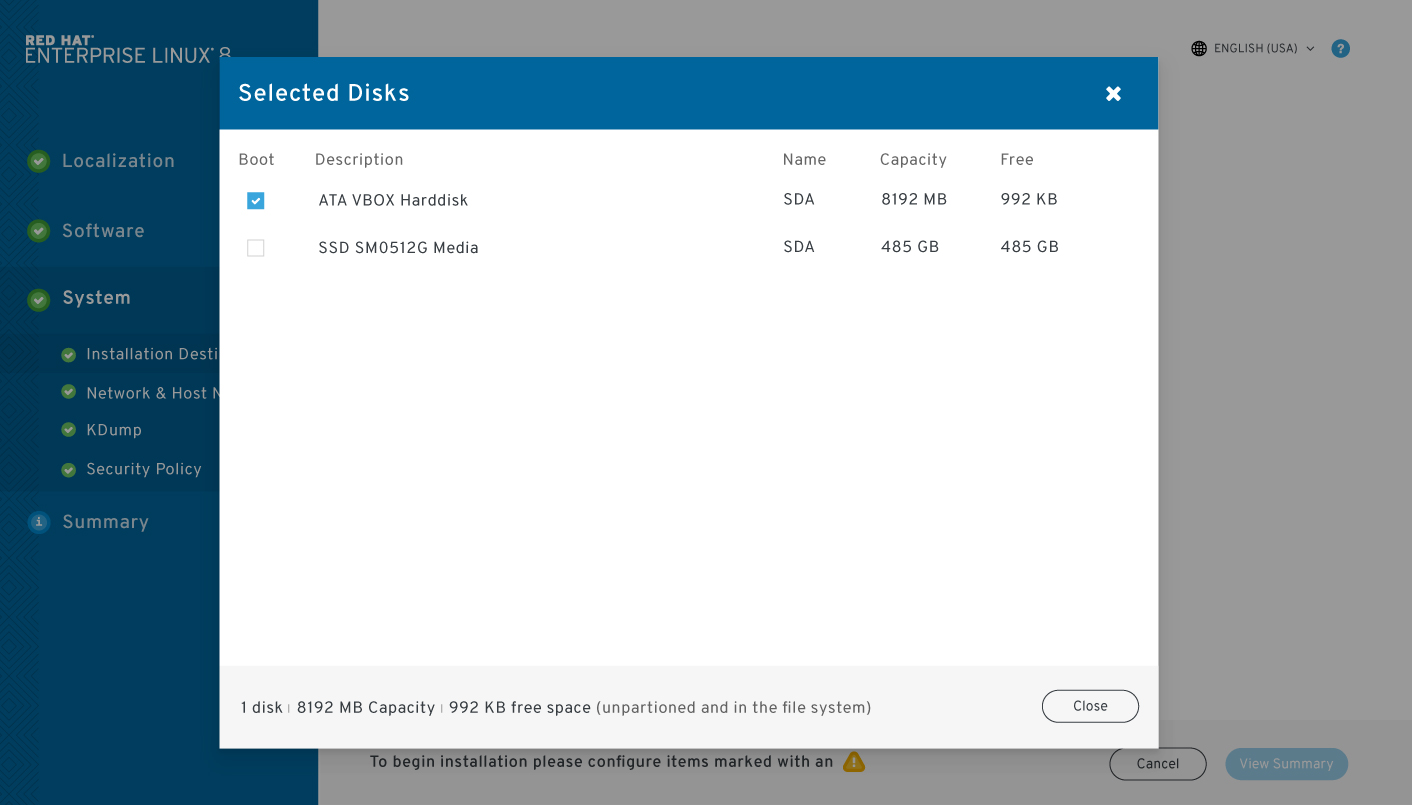 RED HAT
ENTERPRISE LINUX 8
ENGLISH (USA)
?
Selected Disks
Localization
Software
System
Installation Desti
Network & Host N
KDump
Security Policy
Summary
Boot Description Name Capacity Free
ATA VBOX Harddisk SDA 8192 MB 992 KB
SSD SM0512G Media SDA 485 GB 485 GB
1 disk | 8192 MB Capacity | 992 KB free space (unpartioned and in the file system)
Close
To begin installation please configure items marked with an
Cancel
View Summary